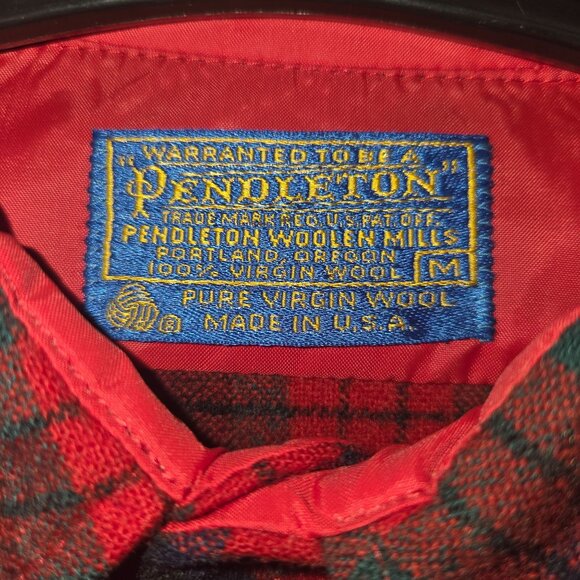 WARRANTED TO BE A
"PENDLETON"
TRADE MARK REG. U.S. PAT. OFF.
PENDLETON WOOLEN MILLS
PORTLAND, OREGON
100% VIRGIN WOOL M
PURE VIRGIN WOOL
® MADE IN U.S.A.